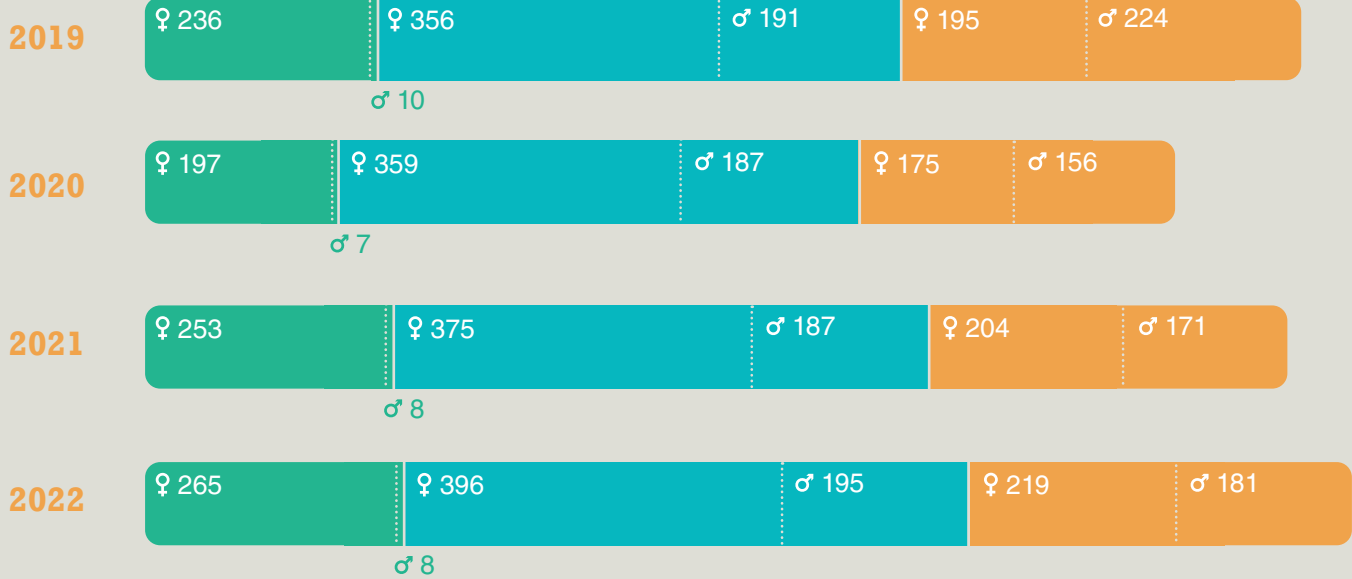 2019 ♀ 236 ♀ 356 ♂ 191 ♀ 195 ♂ 224
♂ 10
2020 ♀ 197 ♀ 359 ♂ 187 ♀ 175 ♂ 156
♂ 7
2021 ♀ 253 ♀ 375 ♂ 187 ♀ 204 ♂ 171
♂ 8
2022 ♀ 265 ♀ 396 ♂ 195 ♀ 219 ♂ 181
♂ 8